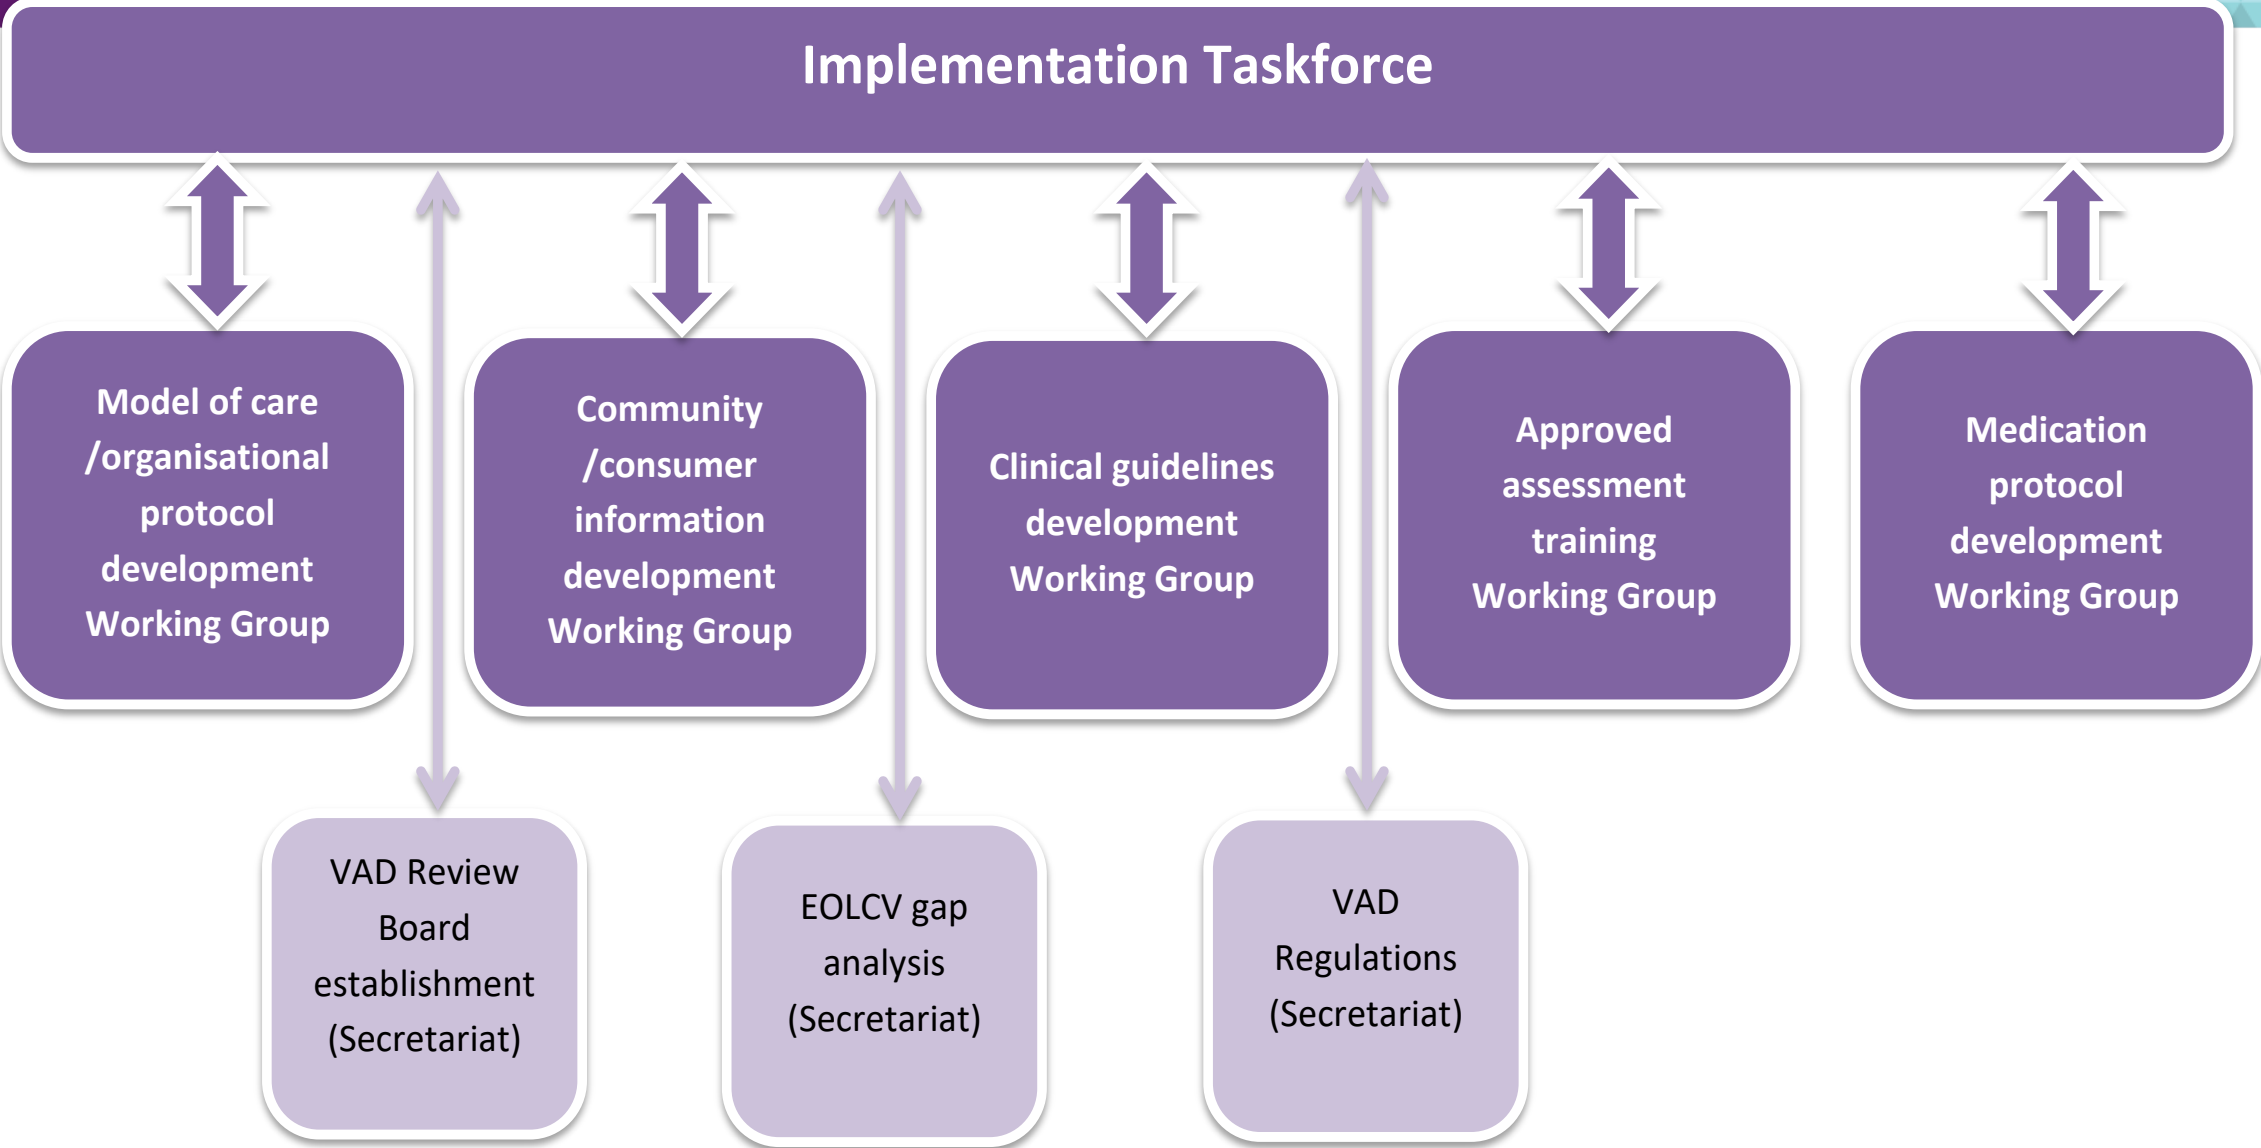 Implementation Taskforce
Model of care
/organisational
protocol
development
Working Group
Community
/consumer
information
development
Working Group
Clinical guidelines
development
Working Group
Approved
assessment
training
Working Group
Medication
protocol
development
Working Group
VAD Review
Board
establishment
(Secretariat)
EOLCV gap
analysis
(Secretariat)
VAD
Regulations
(Secretariat)